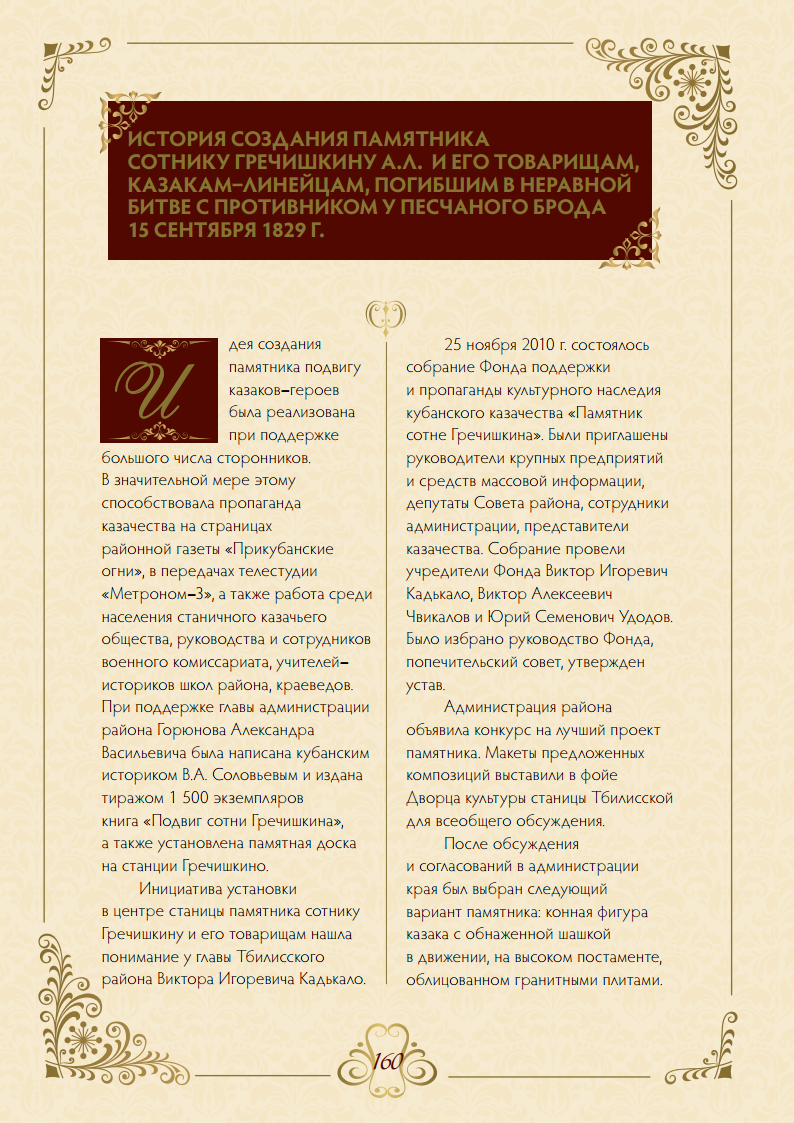 ИСТОРИЯ СОЗДАНИЯ ПАМЯТНИКА
СОТНИКУ ГРЕЧИШКИНУ А.Л. И ЕГО ТОВАРИЩАМ,
КАЗАКАМ–ЛИНЕЙЦАМ, ПОГИБШИМ В НЕРАВНОЙ
БИТВЕ С ПРОТИВНИКОМ У ПЕСЧАНОГО БРОДА
15 СЕНТЯБРЯ 1829 Г.
Идея создания
памятника подвигу
казаков–героев
была реализована
при поддержке
большого числа сторонников.
В значительной мере этому
способствовала пропаганда
казачества на страницах
районной газеты «Прикубанские
огни», в передачах телестудии
«Метроном–3», а также работа среди
населения станичного казачьего
общества, руководства и сотрудников
военного комиссариата, учителей–
историков школ района, краеведов.
При поддержке главы администрации
района Горюнова Александра
Васильевича была написана кубанским
историком В.А. Соловьевым и издана
тиражом 1 500 экземпляров
книга «Подвиг сотни Гречишкина»,
а также установлена памятная доска
на станции Гречишкино.
Инициатива установки
в центре станицы памятника сотнику
Гречишкину и его товарищам нашла
понимание у главы Тбилисского
района Виктора Игоревича Кадькало.
25 ноября 2010 г. состоялось
собрание Фонда поддержки
и пропаганды культурного наследия
кубанского казачества «Памятник
сотне Гречишкина». Были приглашены
руководители крупных предприятий
и средств массовой информации,
депутаты Совета района, сотрудники
администрации, представители
казачества. Собрание провели
учредители Фонда Виктор Игоревич
Кадькало, Виктор Алексеевич
Чвикалов и Юрий Семенович Удодов.
Было избрано руководство Фонда,
попечительский совет, утвержден
устав.
Администрация района
объявила конкурс на лучший проект
памятника. Макеты предложенных
композиций выставили в фойе
Дворца культуры станицы Тбилисской
для всеобщего обсуждения.
После обсуждения
и согласований в администрации
края был выбран следующий
вариант памятника: конная фигура
казака с обнаженной шашкой
в движении, на высоком постаменте,
облицованном гранитными плитами.
160